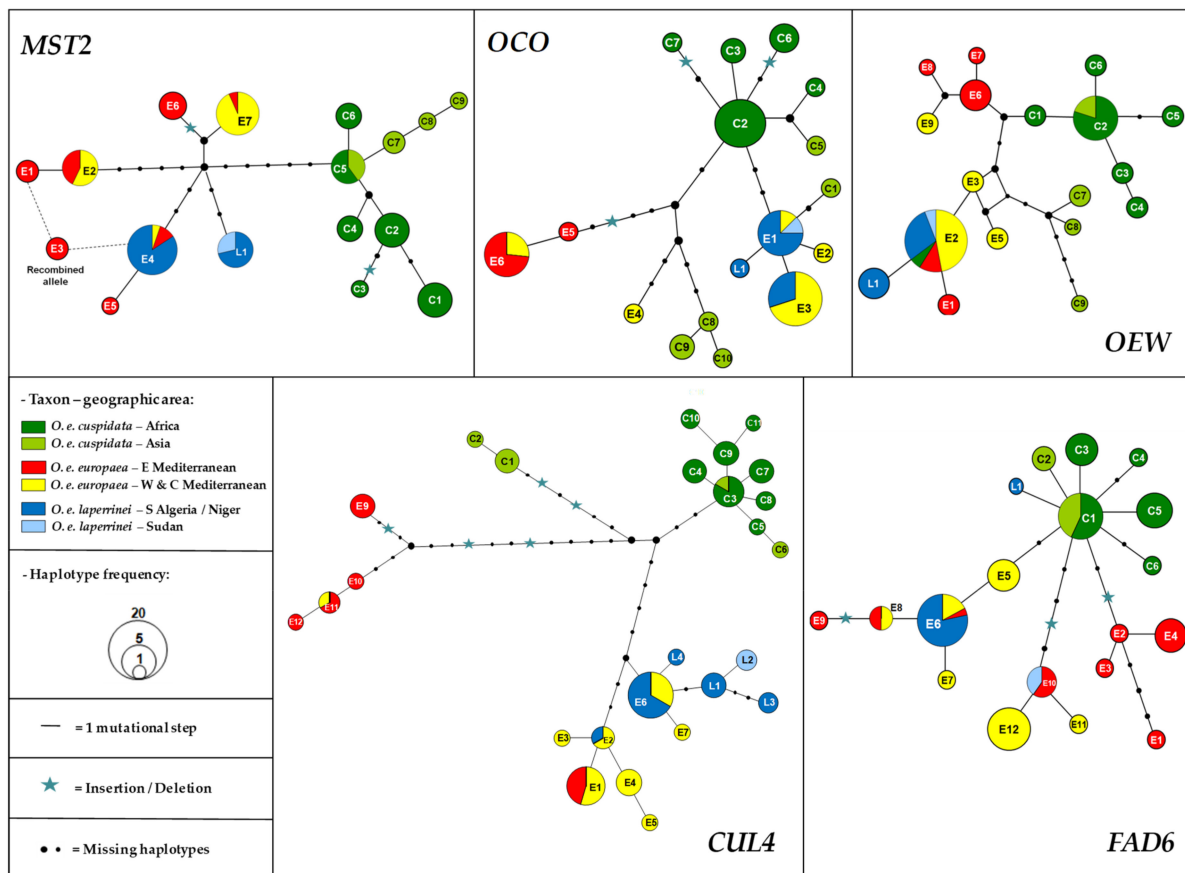 MST2
E6
E7
E1
E2
E3
Recombined
allele
E4
L1
E5
C6
C9
C8
C7
C5
C4
C2
C3
C1
OCO
C7
C3
C6
C2
C4
C5
C1
E1
E2
L1
E3
E5
E6
E4
C8
C9
C10
OEW
E8
E7
E6
E9
C6
C1
C2
C5
C3
C4
E3
C7
C8
E5
E2
L1
E1
C9
- Taxon – geographic area:
O. e. cuspidata – Africa
O. e. cuspidata – Asia
O. e. europaea – E Mediterranean
O. e. europaea – W & C Mediterranean
O. e. laperrinei – S Algeria / Niger
O. e. laperrinei – Sudan
- Haplotype frequency:
20
5
1
= 1 mutational step
= Insertion / Deletion
= Missing haplotypes
CUL4
C10
C11
C9
C4
C7
C3
C8
C5
C6
C2
C1
E9
E10
E11
E12
L4
L2
L1
E6
L3
E7
E3
E2
E1
E4
E5
FAD6
C3
C2
C4
L1
C1
C5
C6
E5
E8
E9
E6
E7
E2
E4
E3
E10
E12
E11
E1